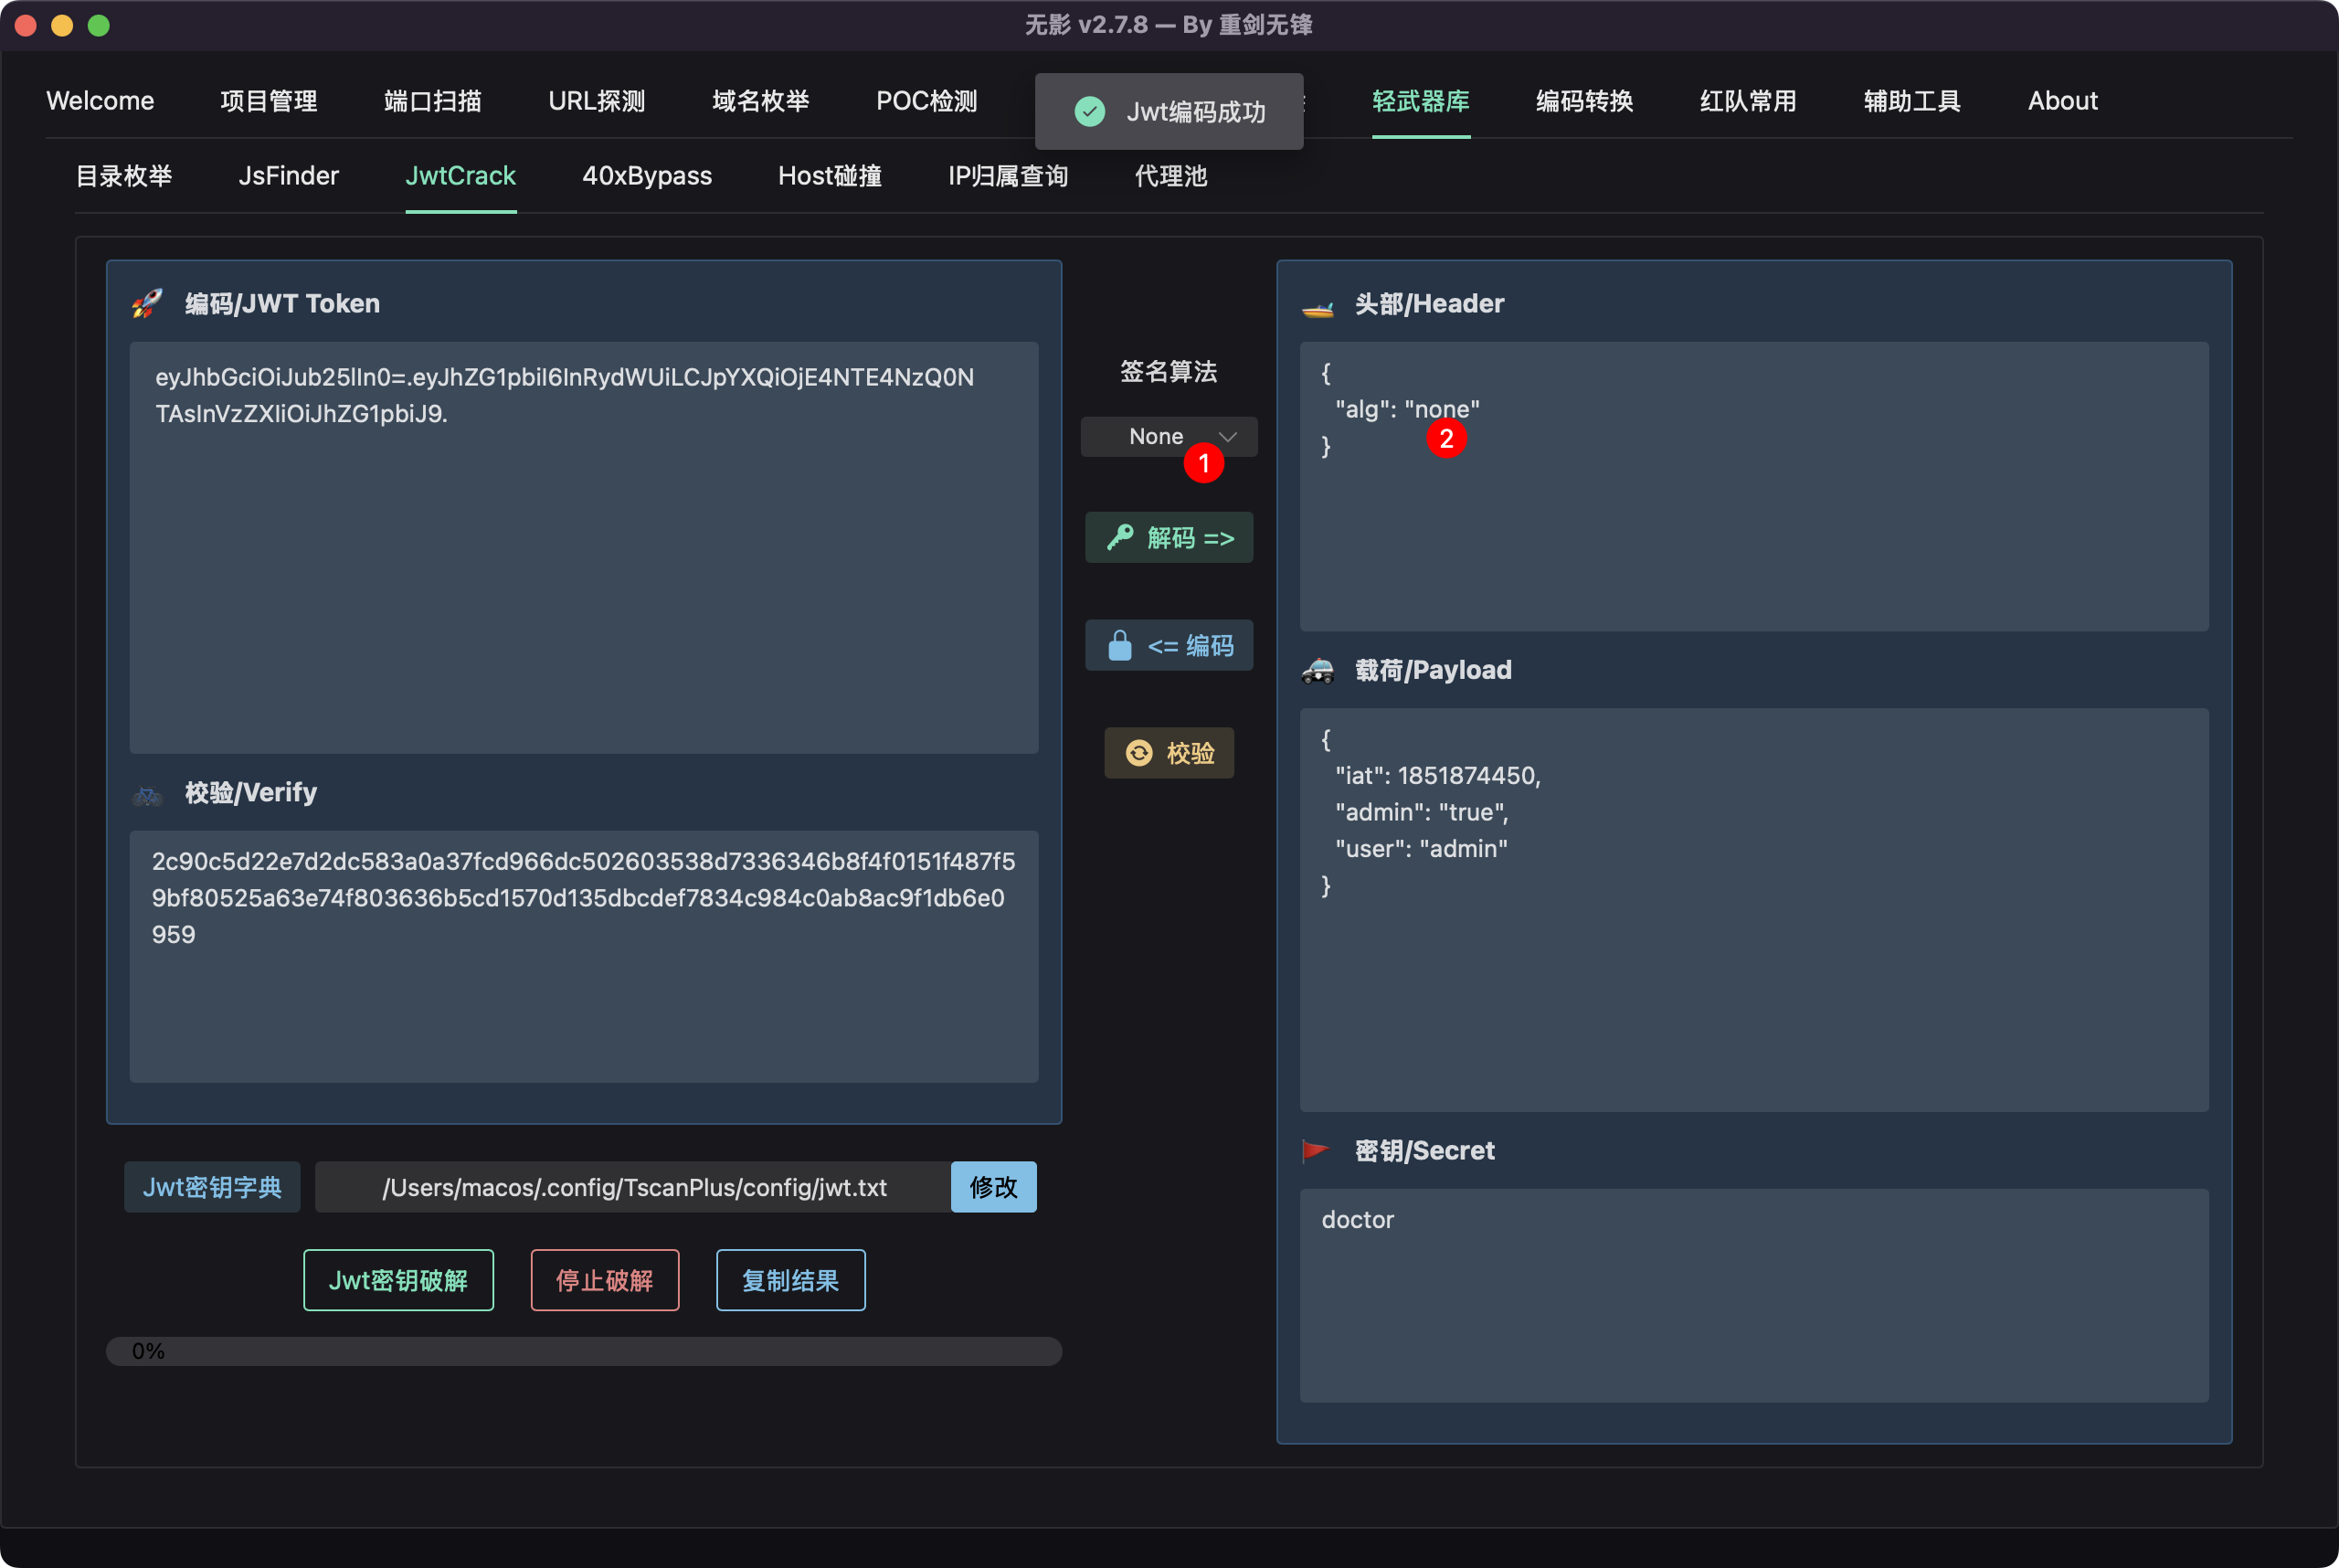 无影 v2.7.8 — By 重剑无锋
Welcome 项目管理 端口扫描 URL探测 域名枚举 POC检测 轻武器库 编码转换 红队常用 辅助工具 About
Jwt编码成功
目录枚举 JsFinder JwtCrack 40xBypass Host碰撞 IP归属查询 代理池
编码/JWT Token
eyJhbGciOiJub25lIn0=.eyJhZG1pbiI6InRydWUiLCJpYXQiOjE4NTE4NzQ0N
TAsInVzZXIiOiJhZG1pbiJ9.
校验/Verify
2c90c5d22e7d2dc583a0a37fcd966dc502603538d7336346b8f4f0151f487f5
9bf80525a63e74f803636b5cd1570d135dbcdef7834c984c0ab8ac9f1db6e0
959
Jwt密钥字典 /Users/macos/.config/TscanPlus/config/jwt.txt 修改
Jwt密钥破解 停止破解 复制结果
0%
签名算法
None
1
解码 =>
<= 编码
校验
头部/Header
{
"alg": "none"
2
}
载荷/Payload
{
"iat": 1851874450,
"admin": "true",
"user": "admin"
}
密钥/Secret
doctor